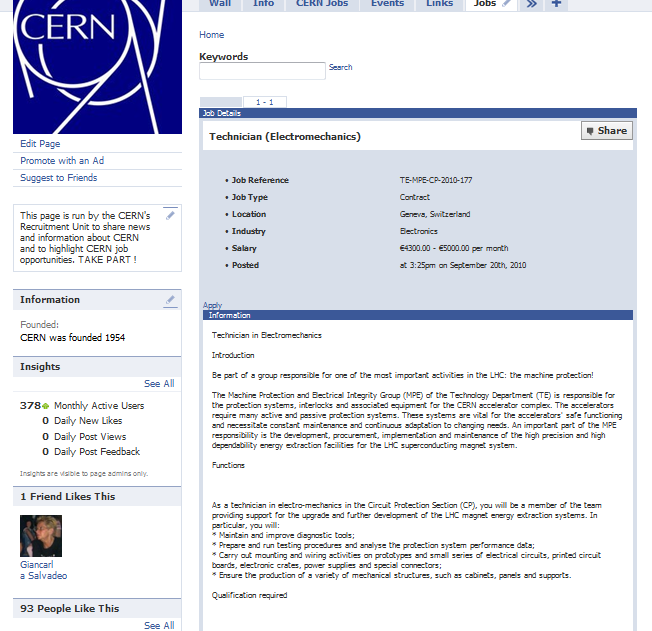 CERN
Edit Page
Promote with an Ad
Suggest to Friends
This page is run by the CERN's
Recruitment Unit to share news
and information about CERN
and to highlight CERN job
opportunities. TAKE PART !
Information
Founded:
CERN was founded 1954
Insights
See All
378 Monthly Active Users
0 Daily New Likes
0 Daily Post Views
0 Daily Post Feedback
Insights are visible to page admins only.
1 Friend Likes This
Giancarl
a Salvadeo
93 People Like This
See All
Wall Info CERN Jobs Events Links Jobs » +
Home
Keywords
Search
1 - 1
Job Details
Technician (Electromechanics)
Share
• Job Reference TE-MPE-CP-2010-177
• Job Type Contract
• Location Geneva, Switzerland
• Industry Electronics
• Salary €4300.00 - €5000.00 per month
• Posted at 3:25pm on September 20th, 2010
Apply
Information
Technician in Electromechanics
Introduction
Be part of a group responsible for one of the most important activities in the LHC: the machine protection!
The Machine Protection and Electrical Integrity Group (MPE) of the Technology Department (TE) is responsible for
the protection systems, interlocks and associated equipment for the CERN accelerator complex. The accelerators
require many active and passive protection systems. These systems are vital for the accelerators' safe functioning
and necessitate constant maintenance and continuous adaptation to changing needs. An important part of the MPE
responsibility is the development, procurement, implementation and maintenance of the high precision and high
dependability energy extraction facilities for the LHC superconducting magnet system.
Functions
As a technician in electro-mechanics in the Circuit Protection Section (CP), you will be a member of the team
providing support for the upgrade and further development of the LHC magnet energy extraction systems. In
particular, you will:
* Maintain and improve diagnostic tools;
* Prepare and run testing procedures and analyse the protection system performance data;
* Carry out mounting and wiring activities on prototypes and small series of electrical circuits, printed circuit
boards, electronic crates, power supplies and special connectors;
* Ensure the production of a variety of mechanical structures, such as cabinets, panels and supports.
Qualification required